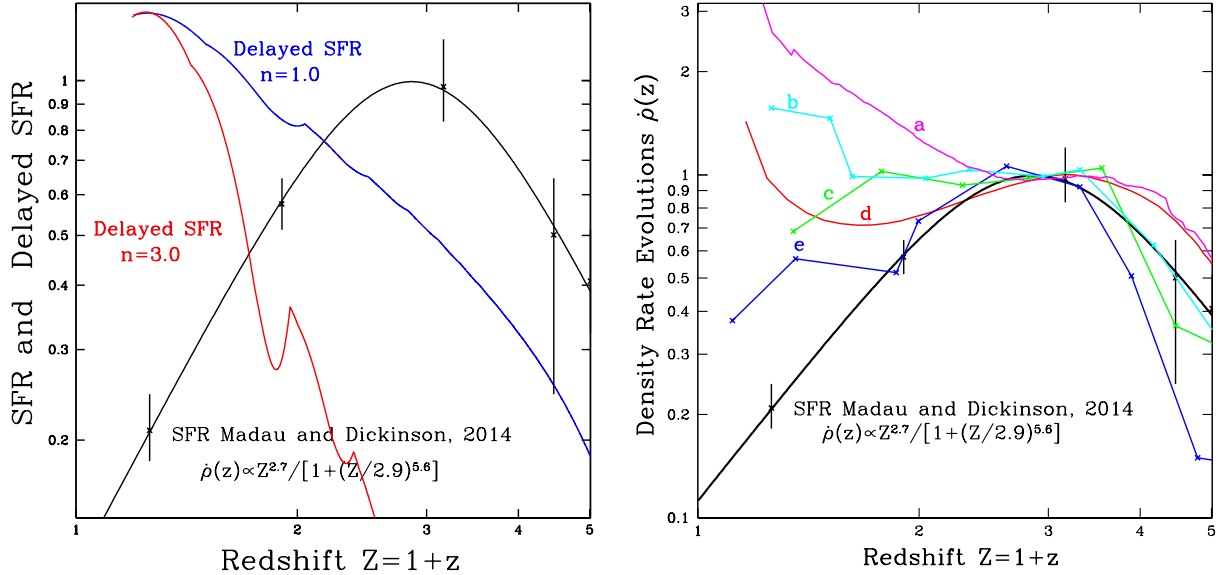 SFR and Delayed SFR
1
0.9
0.8
0.7
0.6
0.5
0.4
0.3
0.2
Delayed SFR
n=1.0
Delayed SFR
n=3.0
SFR Madau and Dickinson, 2014
ρ̇(z)∝Z^2.7/[1+(Z/2.9)^5.6]
1 2 3 4 5
Redshift Z=1+z
Density Rate Evolutions ρ̇(z)
3
2
1
0.9
0.8
0.7
0.6
0.5
0.4
0.3
0.2
0.1
a
b
c
d
e
SFR Madau and Dickinson, 2014
ρ̇(z)∝Z^2.7/[1+(Z/2.9)^5.6]
1 2 3 4 5
Redshift Z=1+z